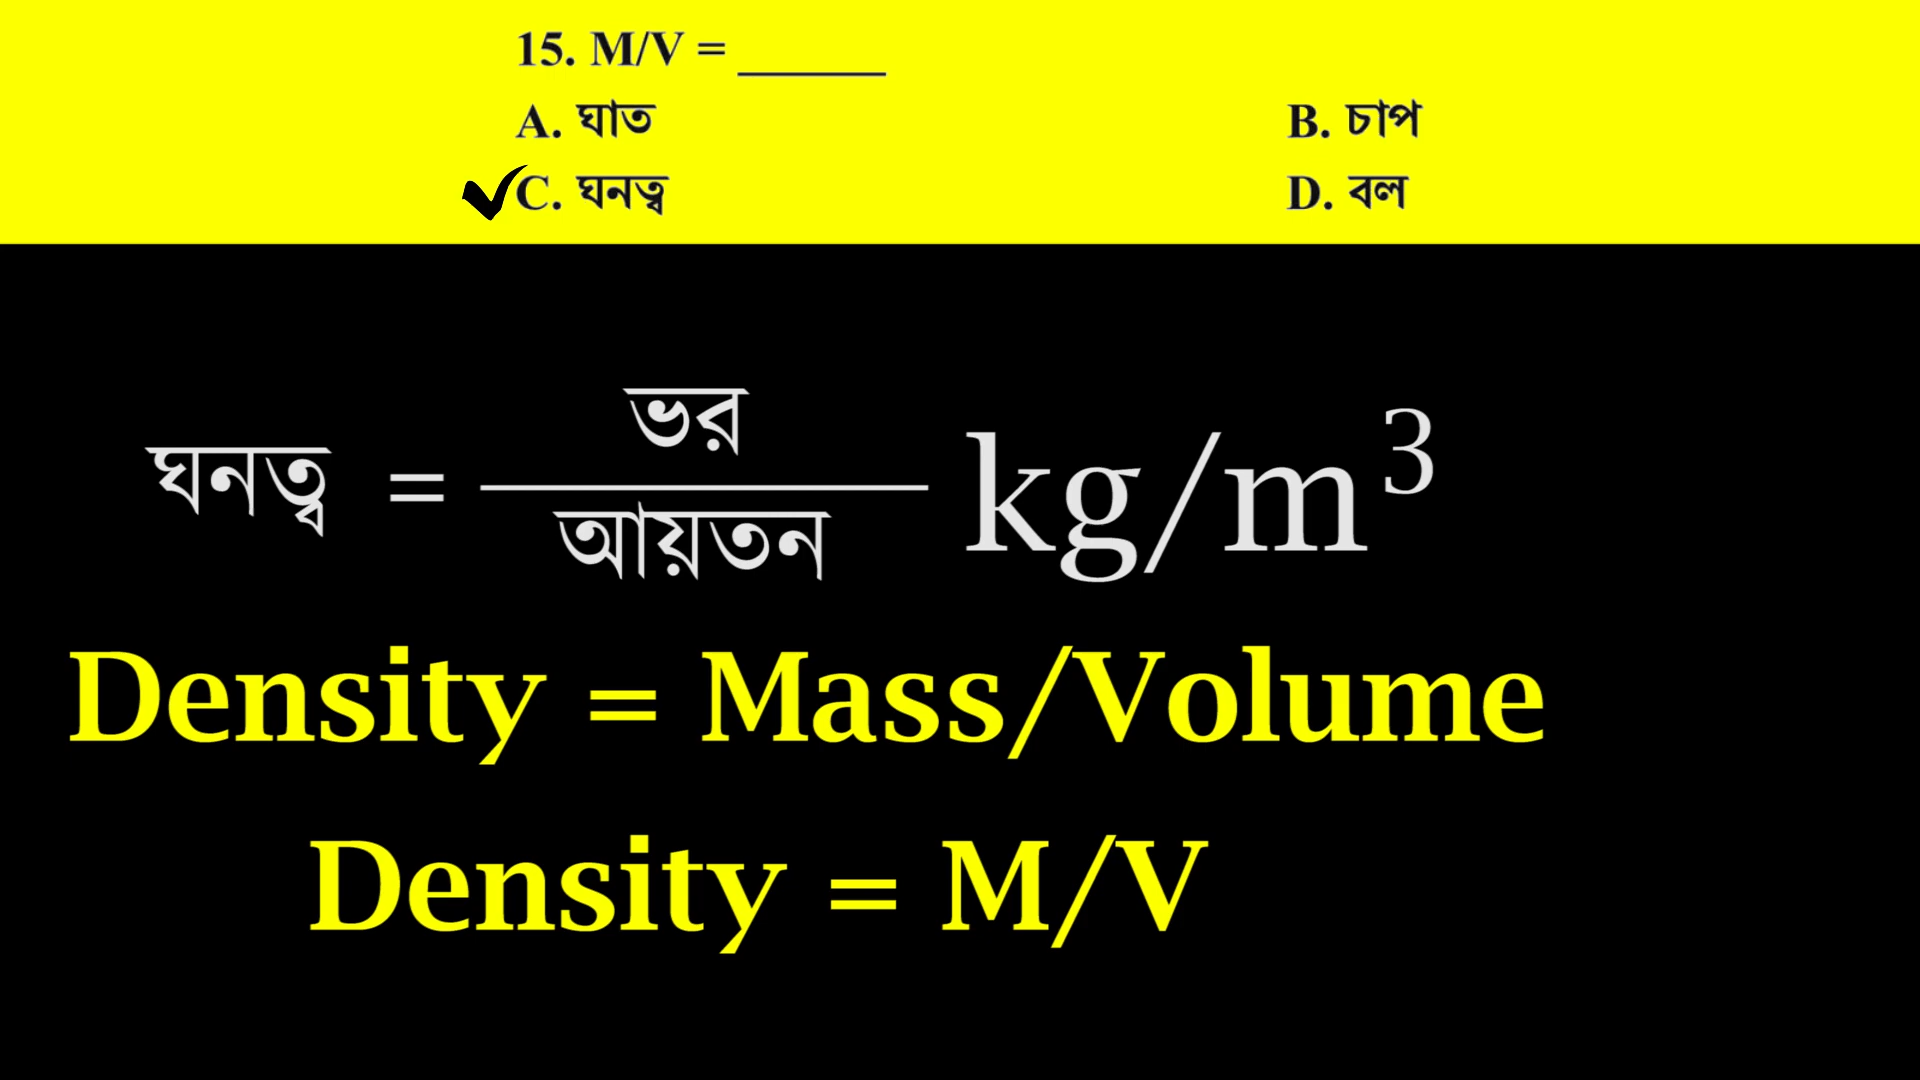 15. M/V = ______
A. ঘাত B. চাপ
✔C. ঘনত্ব D. বল
ঘনত্ব = ভর/আয়তন kg/m³
Density = Mass/Volume
Density = M/V